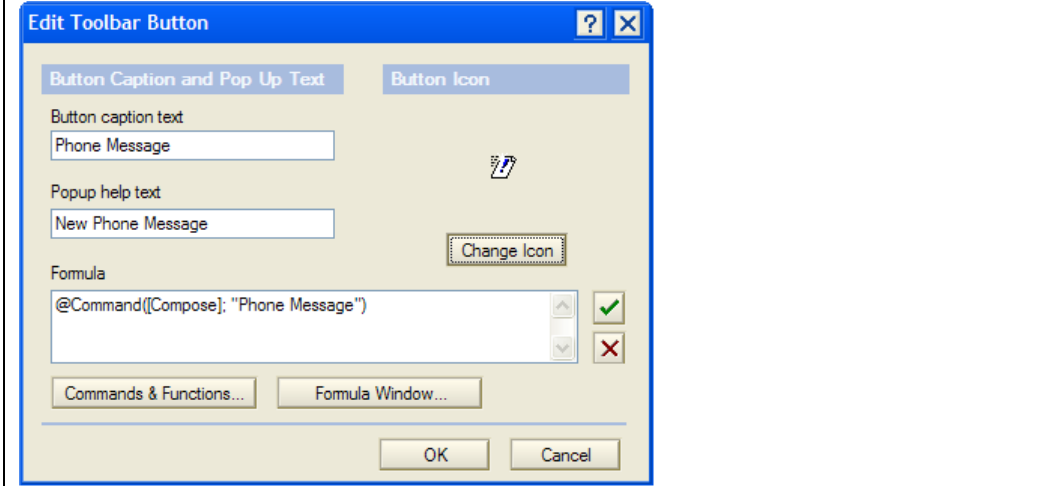 Edit Toolbar Button
Button Caption and Pop Up Text
Button Icon
Button caption text
Phone Message
Popup help text
New Phone Message
Change Icon
Formula
@Command([Compose]; "Phone Message")
Commands & Functions...
Formula Window...
OK
Cancel